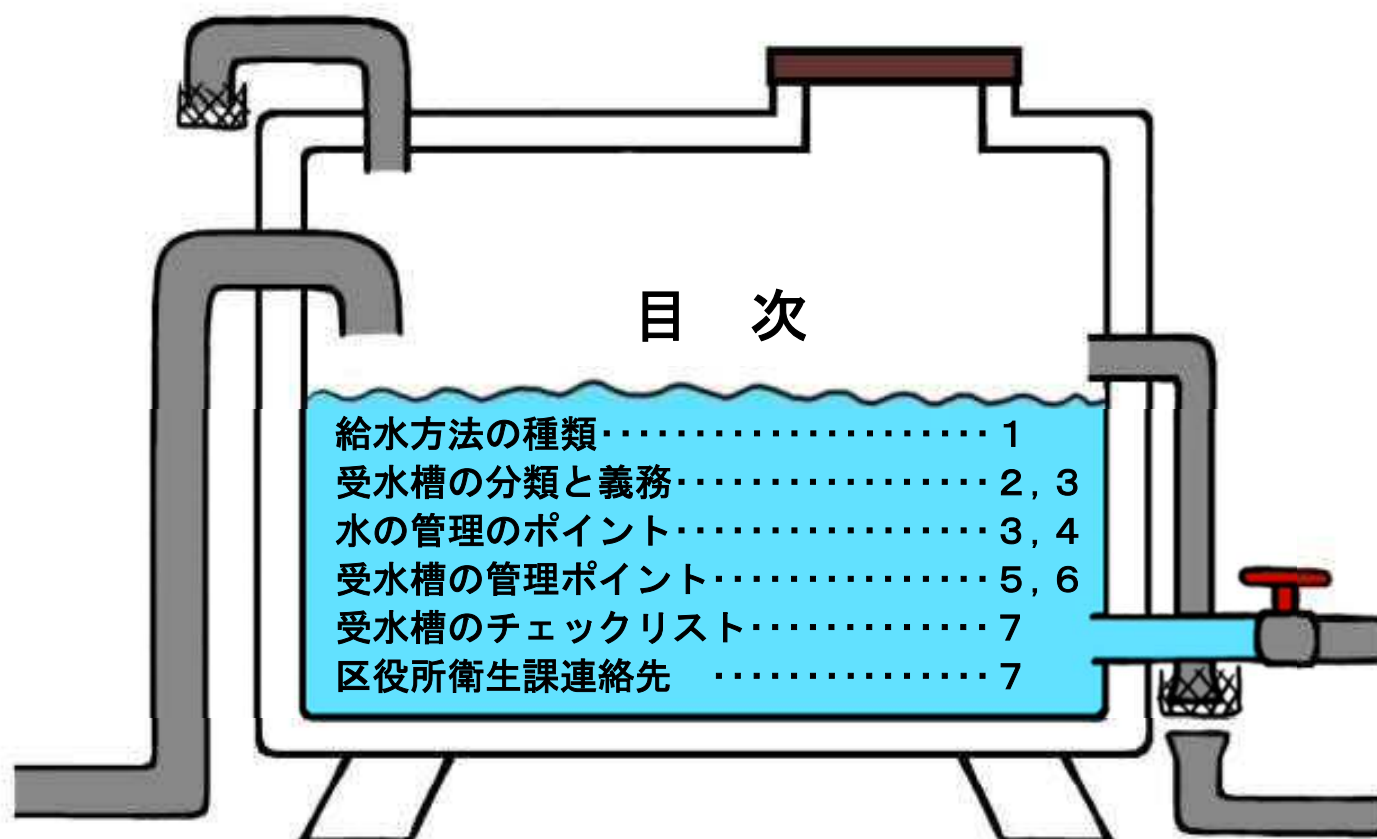 目　次
給水方法の種類･････････････････････１
受水槽の分類と義務･････････････････２，３
水の管理のポイント･････････････････３，４
受水槽の管理ポイント･･･････････････５，６
受水槽のチェックリスト･････････････７
区役所衛生課連絡先　･･･････････････７